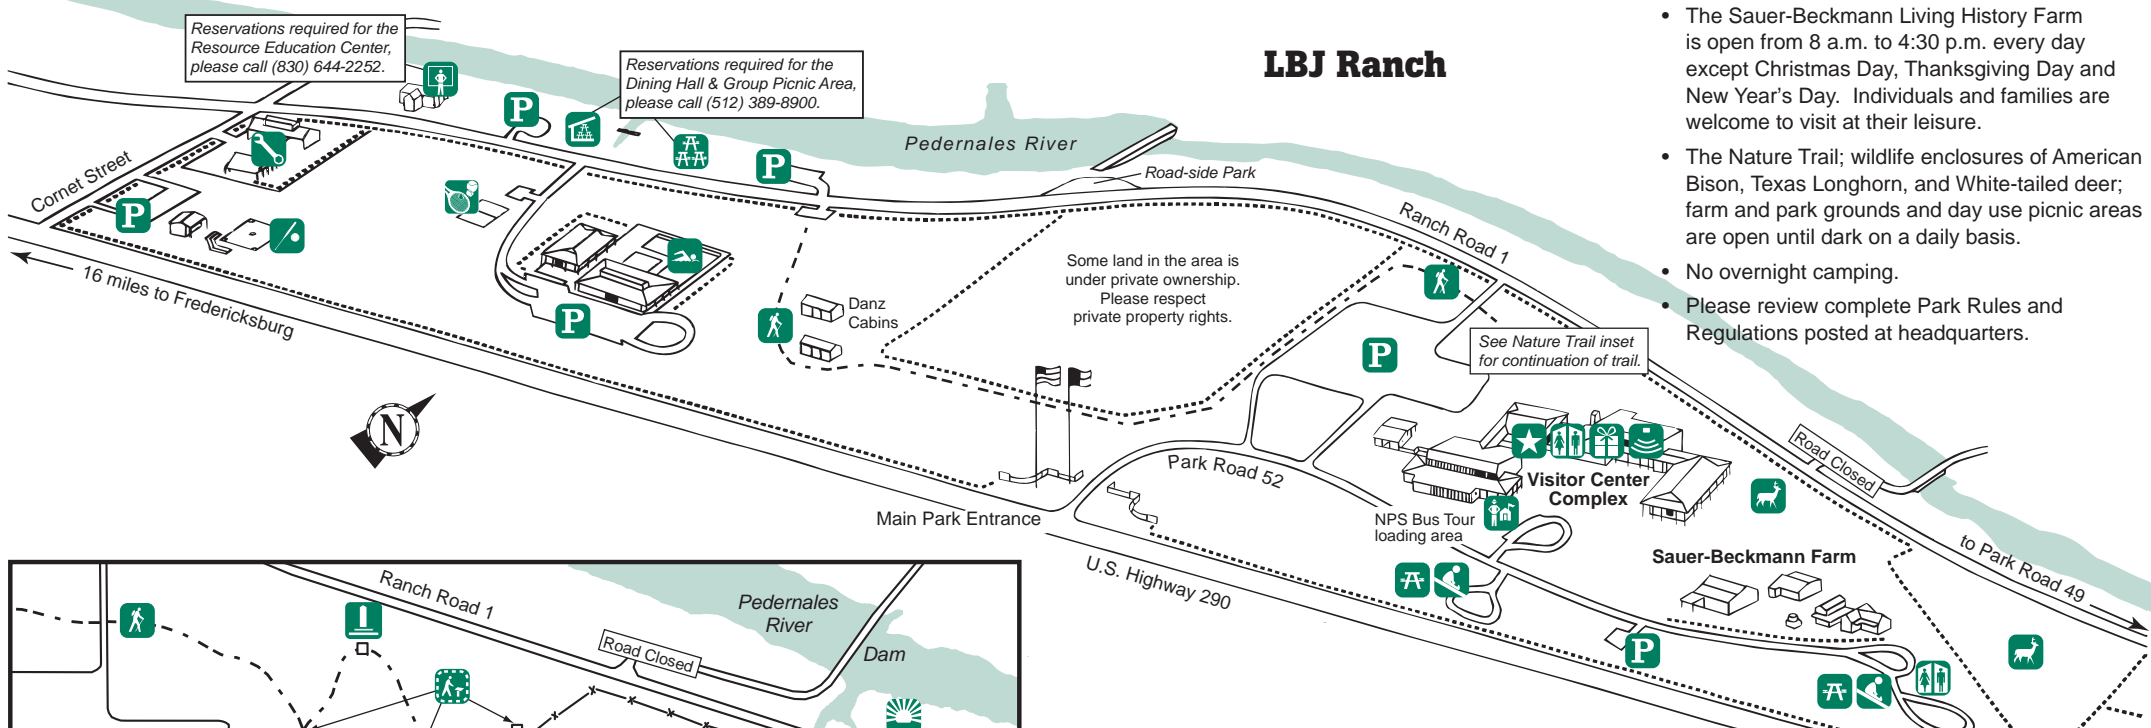 Reservations required for the
Resource Education Center,
please call (830) 644-2252.
Reservations required for the
Dining Hall & Group Picnic Area,
please call (512) 389-8900.
LBJ Ranch
• The Sauer-Beckmann Living History Farm
is open from 8 a.m. to 4:30 p.m. every day
except Christmas Day, Thanksgiving Day and
New Year's Day.  Individuals and families are
welcome to visit at their leisure.
• The Nature Trail; wildlife enclosures of American
Bison, Texas Longhorn, and White-tailed deer;
farm and park grounds and day use picnic areas
are open until dark on a daily basis.
• No overnight camping.
• Please review complete Park Rules and
Regulations posted at headquarters.
P
P
Pedernales River
Road-side Park
Cornet Street
P
Ranch Road 1
16 miles to Fredericksburg
P
Danz
Cabins
Some land in the area is
under private ownership.
Please respect
private property rights.
P
See Nature Trail inset
for continuation of trail.
N
Park Road 52
Main Park Entrance
U.S. Highway 290
Visitor Center
Complex
NPS Bus Tour
loading area
Road Closed
Sauer-Beckmann Farm
to Park Road 49
P
Ranch Road 1
Pedernales
River
Road Closed
Dam